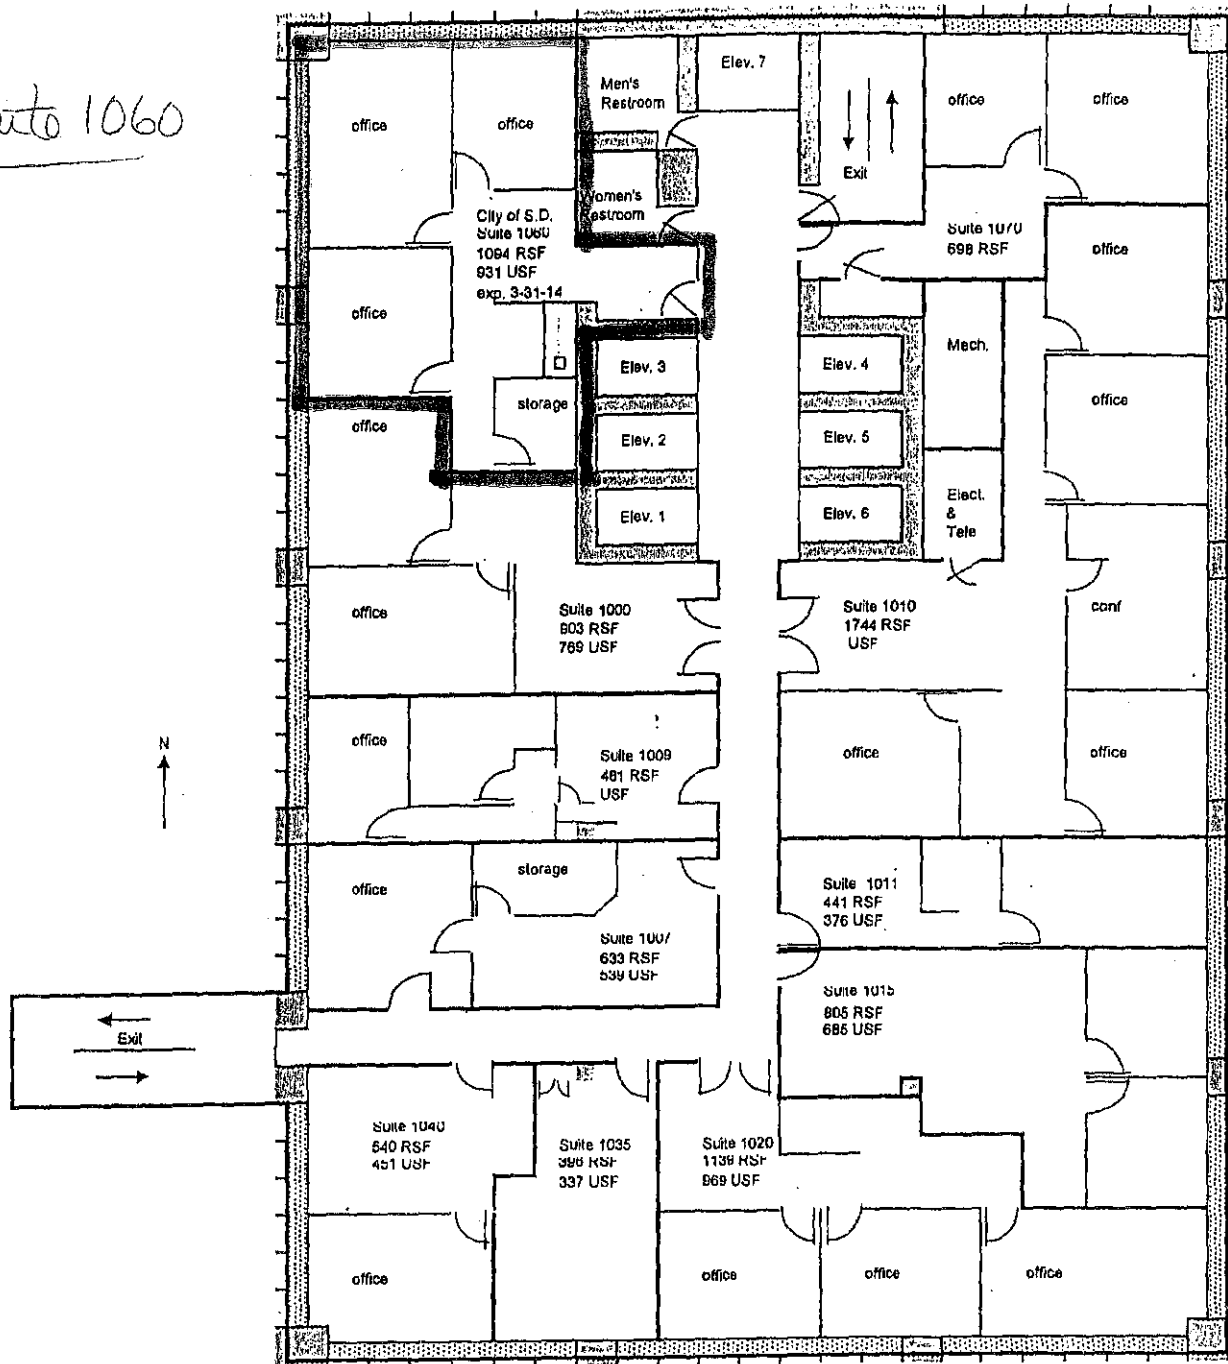 1060
Elev. 7
Men's
Restroom
office
office
office
office
Exit
Women's
Restroom
City of S.D.
Suite 1060
1094 RSF
931 USF
exp. 3-31-14
Suite 1070
698 RSF
office
office
Mech.
Elev. 3
Elev. 4
storage
office
office
Elev. 2
Elev. 5
Elev. 1
Elev. 6
Elect.
&
Tele
office
Suite 1000
903 RSF
769 USF
Suite 1010
1744 RSF
USF
conf
N
office
Suite 1009
481 RSF
USF
office
office
office
storage
Suite 1011
441 RSF
376 USF
Suite 1007
633 RSF
539 USF
Suite 1015
805 RSF
685 USF
Exit
Suite 1040
540 RSF
451 USF
Suite 1035
396 RSF
337 USF
Suite 1020
1139 RSF
969 USF
office
office
office
office